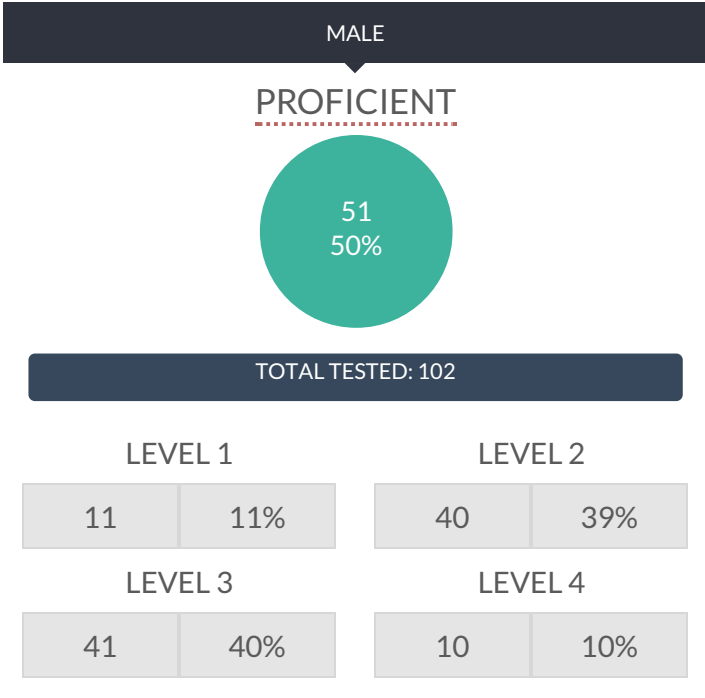 MALE
PROFICIENT
51
50%
TOTAL TESTED: 102
LEVEL 1
LEVEL 2
11 11%
40 39%
LEVEL 3
LEVEL 4
41 40%
10 10%